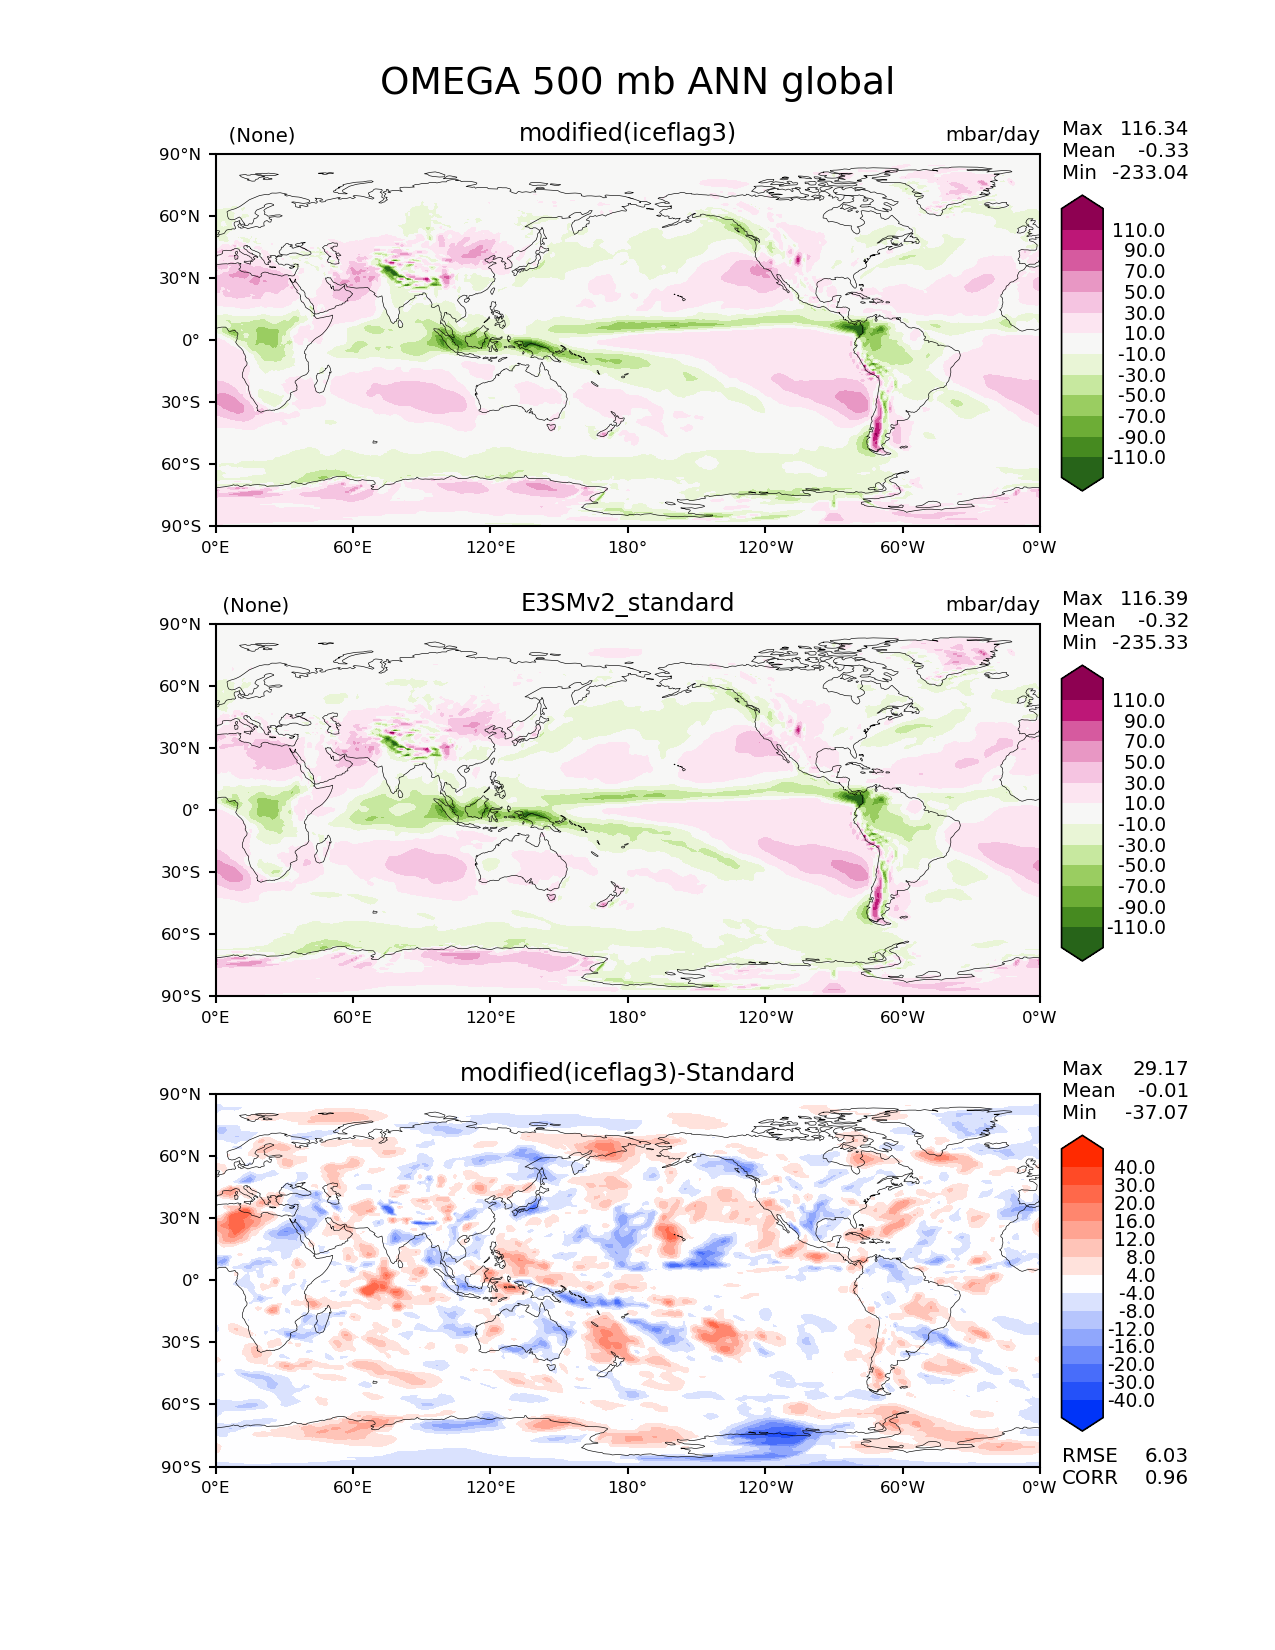 OMEGA 500 mb ANN global
(None) modified(iceflag3) mbar/day
Max 116.34
Mean -0.33
Min -233.04
90°N
60°N
30°N
0°
30°S
60°S
90°S
0°E 60°E 120°E 180° 120°W 60°W 0°W
110.0
90.0
70.0
50.0
30.0
10.0
-10.0
-30.0
-50.0
-70.0
-90.0
-110.0
(None) E3SMv2_standard mbar/day
Max 116.39
Mean -0.32
Min -235.33
90°N
60°N
30°N
0°
30°S
60°S
90°S
0°E 60°E 120°E 180° 120°W 60°W 0°W
110.0
90.0
70.0
50.0
30.0
10.0
-10.0
-30.0
-50.0
-70.0
-90.0
-110.0
modified(iceflag3)-Standard
Max 29.17
Mean -0.01
Min -37.07
90°N
60°N
30°N
0°
30°S
60°S
90°S
0°E 60°E 120°E 180° 120°W 60°W 0°W
40.0
30.0
20.0
16.0
12.0
8.0
4.0
-4.0
-8.0
-12.0
-16.0
-20.0
-30.0
-40.0
RMSE 6.03
CORR 0.96